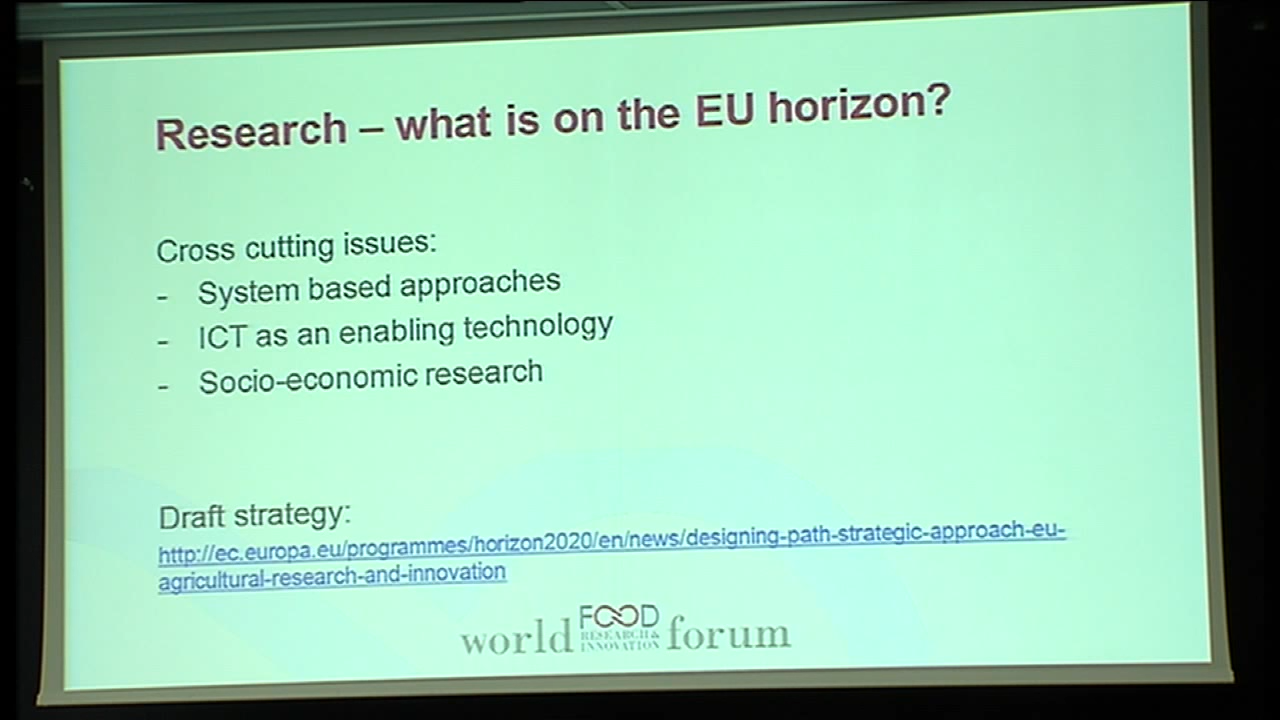 Research – what is on the EU horizon?
Cross cutting issues:
- System based approaches
- ICT as an enabling technology
- Socio-economic research
Draft strategy:
http://ec.europa.eu/programmes/horizon2020/en/news/designing-path-strategic-approach-eu-
agricultural-research-and-innovation
world FOOD RESEARCH & INNOVATION forum